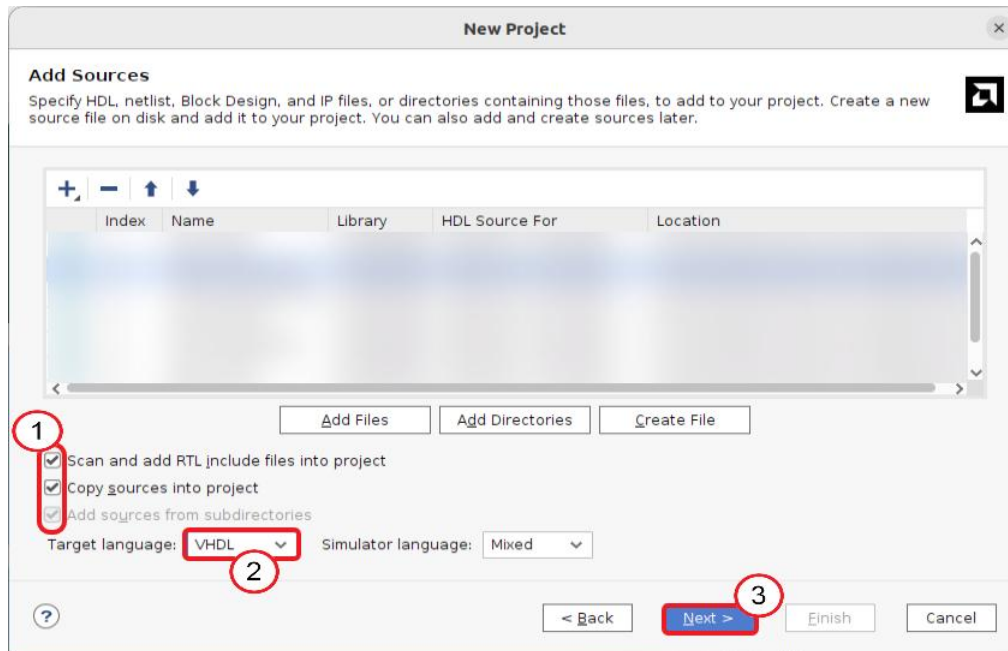 New Project
Add Sources
Specify HDL, netlist, Block Design, and IP files, or directories containing those files, to add to your project. Create a new
source file on disk and add it to your project. You can also add and create sources later.
Index Name Library HDL Source For Location
1
Add Files Add Directories Create File
Scan and add RTL include files into project
Copy sources into project
Add sources from subdirectories
Target language: VHDL Simulator language: Mixed
2
3
? < Back Next > Finish Cancel